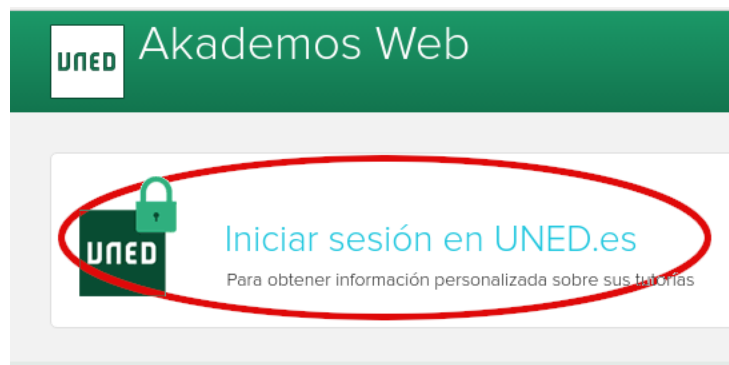 UNED Akademos Web
UNED
Iniciar sesión en UNED.es
Para obtener información personalizada sobre sus tutorías